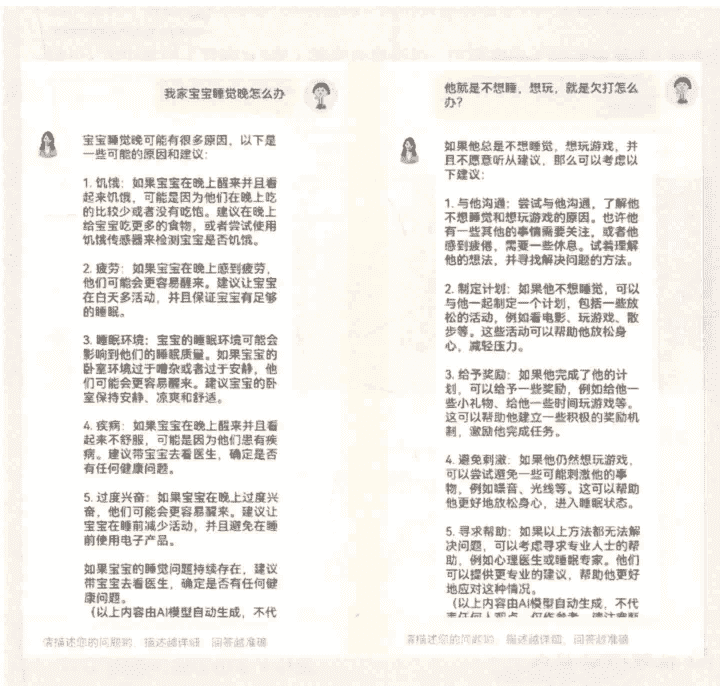 我家宝宝睡觉晚怎么办
宝宝睡觉晚可能有很多原因，以下是
一些可能的原因和建议：
1. 饥饿：如果宝宝在晚上醒来并且看
起来饥饿，可能是因为他们在晚上吃
的比较少或者没有吃饱。建议在晚上
给宝宝吃更多的食物，或者尝试使用
饥饿传感器来检测宝宝是否饥饿。
2. 疲劳：如果宝宝在晚上感到疲劳，
他们可能会更容易醒来。建议让宝宝
在白天多活动，并且保证宝宝有足够
的睡眠。
3. 睡眠环境：宝宝的睡眠环境可能会
影响到他们的睡眠质量。如果宝宝的
卧室环境过于嘈杂或者过于安静，他
们可能会更容易醒来。建议宝宝的卧
室保持安静、凉爽和舒适。
4. 疾病：如果宝宝在晚上醒来并且看
起来不舒服，可能是因为他们患有疾
病。建议带宝宝去看医生，确定是否
有任何健康问题。
5. 过度兴奋：如果宝宝在晚上过度兴
奋，他们可能会更容易醒来。建议让
宝宝在睡前减少活动，并且避免在睡
前使用电子产品。
如果宝宝的睡觉问题持续存在，建议
带宝宝去看医生，确定是否有任何健
康问题。
（以上内容由AI模型自动生成，不代
请描述您的问题哟，描述越详细，回答越准确
他就是不想睡，想玩，就是欠打怎么
办？
如果他总是不想睡觉，想玩游戏，并
且不愿意听从建议，那么可以考虑以
下建议：
1. 与他沟通：尝试与他沟通，了解他
不想睡觉和想玩游戏的原因。也许他
有一些其他的事情需要关注，或者他
感到疲倦，需要一些休息。试着理解
他的想法，并寻找解决问题的方法。
2. 制定计划：如果他不想睡觉，可以
与他一起制定一个计划，包括一些放
松的活动，例如看电影、玩游戏、散
步等。这些活动可以帮助他放松身
心，减轻压力。
3. 给予奖励：如果他完成了他的计
划，可以给予一些奖励，例如给他一
些小礼物、给他一些时间玩游戏等。
这可以帮助他建立一些积极的奖励机
制，激励他完成任务。
4. 避免刺激：如果他仍然想玩游戏，
可以尝试避免一些可能刺激他的事
物，例如噪音、光线等。这可以帮助
他更好地放松身心，进入睡眠状态。
5. 寻求帮助：如果以上方法都无法解
决问题，可以考虑寻求专业人士的帮
助，例如心理医生或睡眠专家。他们
可以提供更专业的建议，帮助他更好
地应对这种情况。
（以上内容由AI模型自动生成，不代
请描述您的问题哟，描述越详细，回答越准确